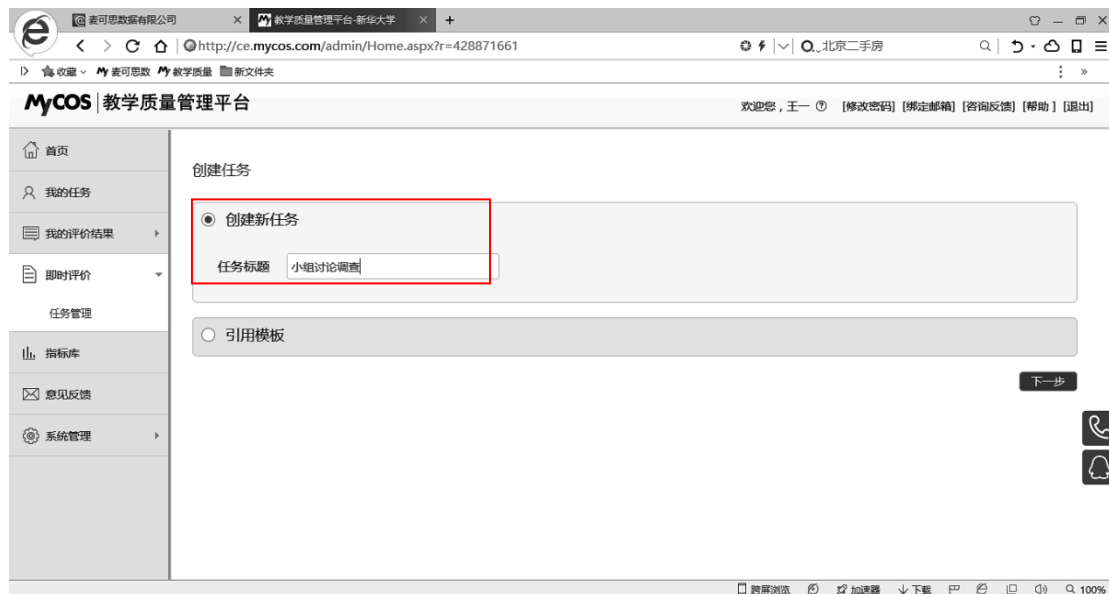 麦可思数据有限公司
教学质量管理平台-新华大学
http://ce.mycos.com/admin/Home.aspx?r=428871661
北京二手房
收藏
麦可思数
教学质量
新文件夹
MyCOS 教学质量管理平台
欢迎您，王一 [修改密码] [绑定邮箱] [咨询反馈] [帮助 ] [退出]
首页
我的任务
我的评价结果
即时评价
任务管理
指标库
意见反馈
系统管理
创建任务
创建新任务
任务标题 小组讨论调查
引用模板
下一步
跨屏浏览 加速器 下载 100%